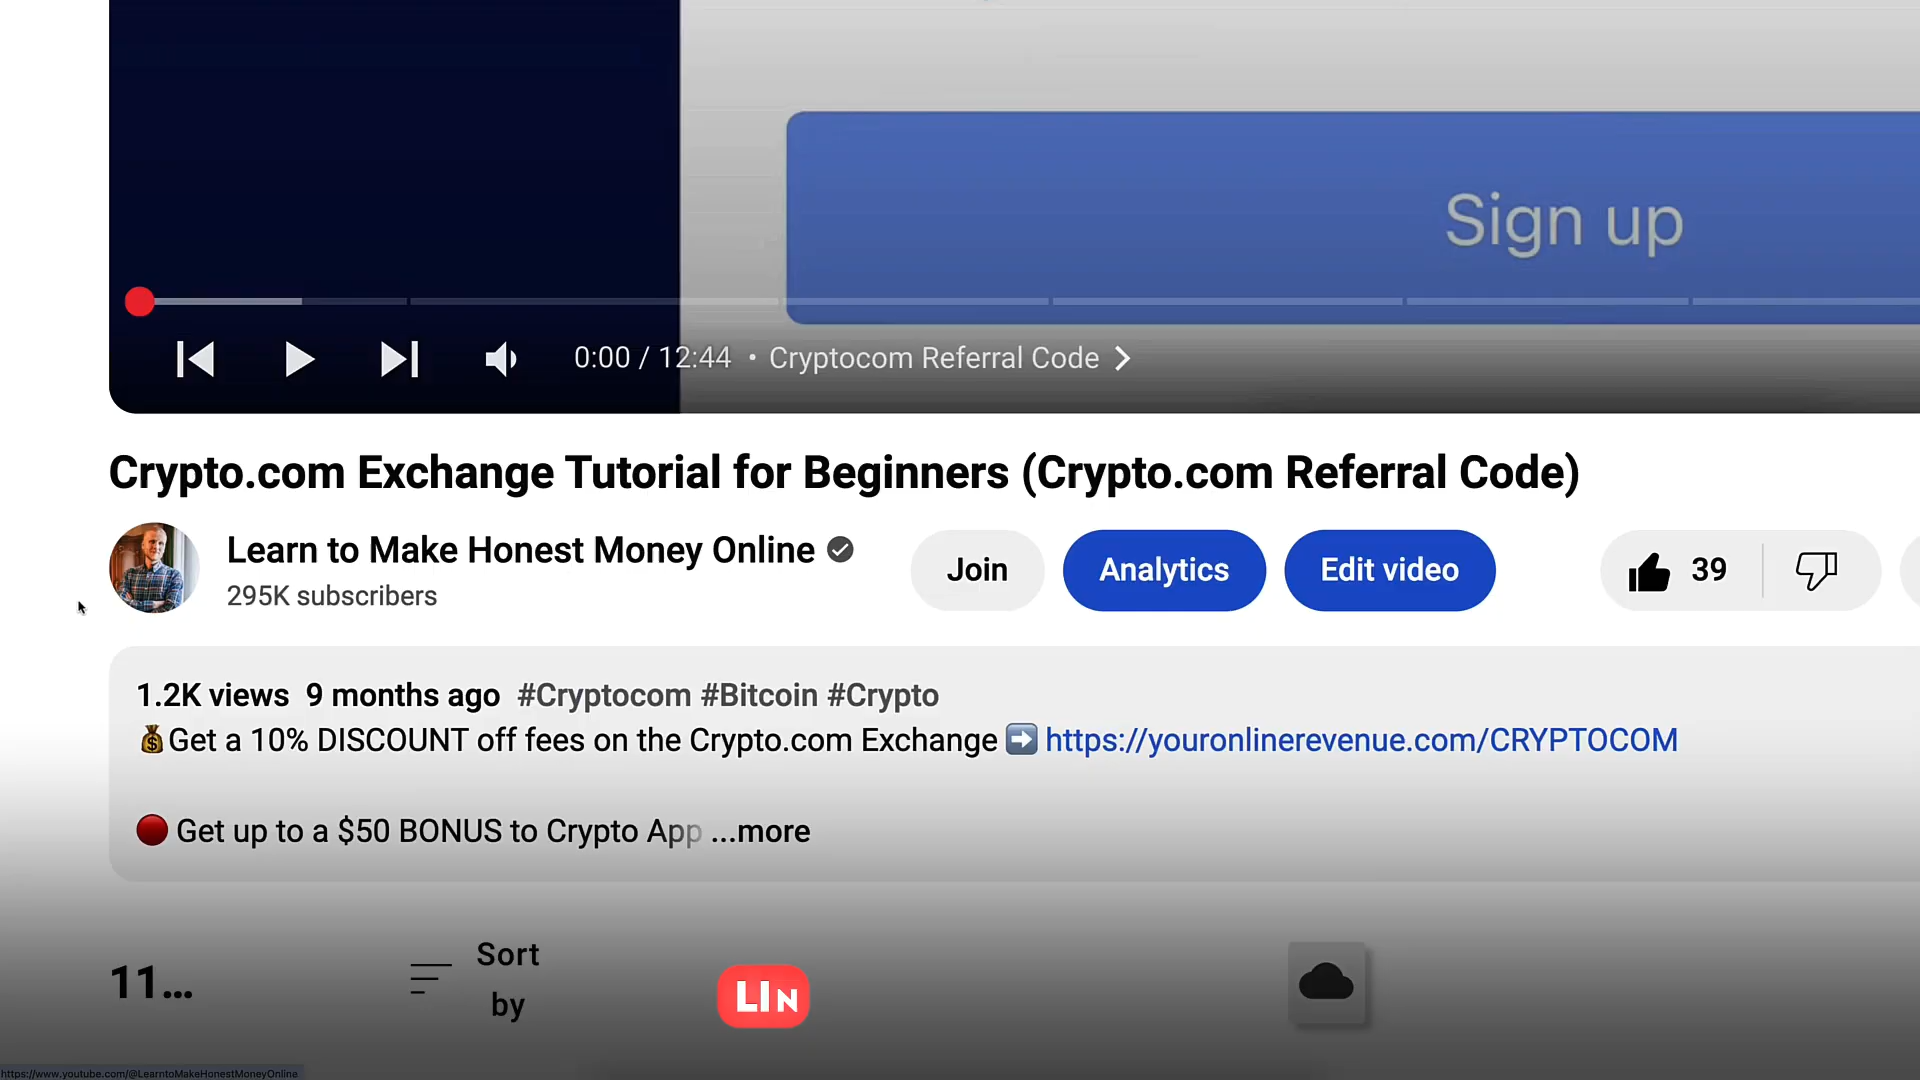 Sign up
0:00 / 12:44 • Cryptocom Referral Code
Crypto.com Exchange Tutorial for Beginners (Crypto.com Referral Code)
Learn to Make Honest Money Online
295K subscribers
Join
Analytics
Edit video
39
1.2K views 9 months ago #Cryptocom #Bitcoin #Crypto
💰Get a 10% DISCOUNT off fees on the Crypto.com Exchange ➡️ https://youronlinerevenue.com/CRYPTOCOM
🔴 Get up to a $50 BONUS to Crypto App ...more
11...
Sort
by
LIN
https://www.youtube.com/@LearntoMakeHonestMoneyOnline